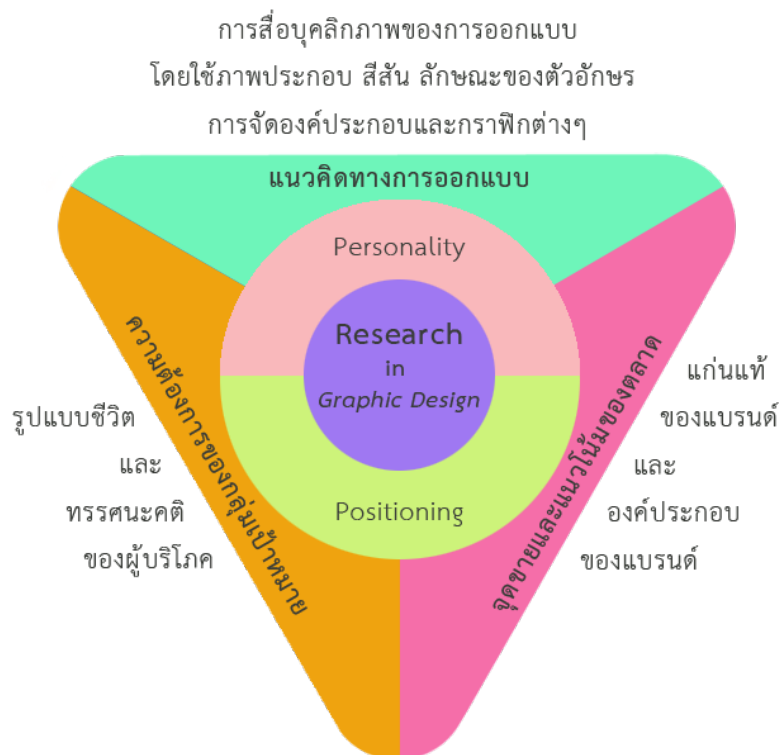 การสื่อบุคลิกภาพของการออกแบบ
โดยใช้ภาพประกอบ สีสัน ลักษณะของตัวอักษร
การจัดองค์ประกอบและกราฟิกต่างๆ
แนวคิดทางการออกแบบ
Personality
Research
in
Graphic Design
Positioning
ความต้องการของกลุ่มเป้าหมาย
จุดขายและแนวโน้มของตลาด
รูปแบบชีวิต
และ
ทรรศนะคติ
ของผู้บริโภค
แก่นแท้
ของแบรนด์
และ
องค์ประกอบ
ของแบรนด์